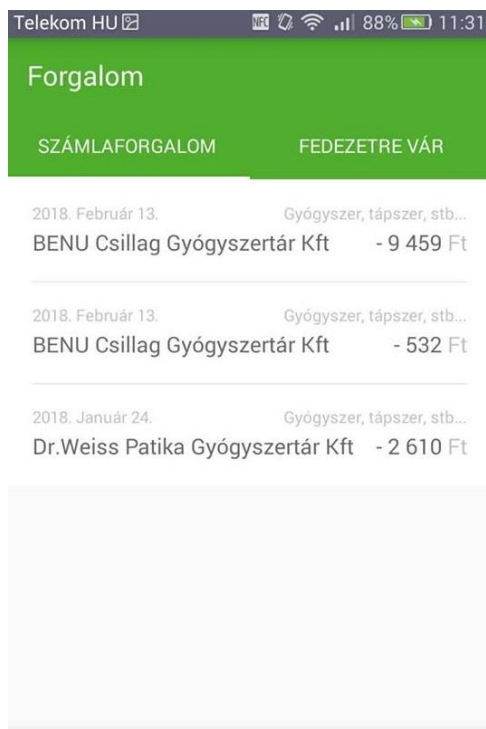 Telekom HU 88% 11:31
Forgalom
SZÁMLAFORGALOM FEDEZETRE VÁR
2018. Február 13. Gyógyszer, tápszer, stb...
BENU Csillag Gyógyszertár Kft - 9 459 Ft
2018. Február 13. Gyógyszer, tápszer, stb...
BENU Csillag Gyógyszertár Kft - 532 Ft
2018. Január 24. Gyógyszer, tápszer, stb...
Dr.Weiss Patika Gyógyszertár Kft - 2 610 Ft